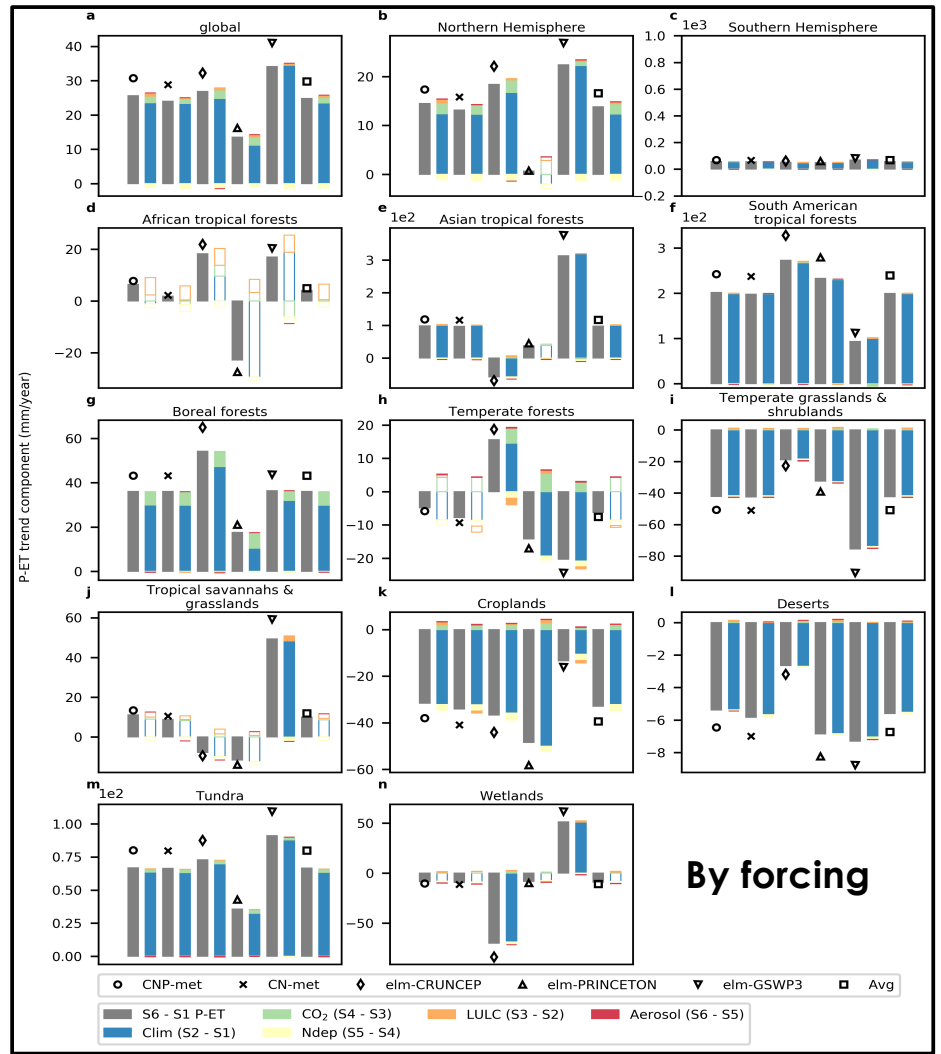 a
global
40
30
20
10
0
b
Northern Hemisphere
20
10
0
c
1e3
Southern Hemisphere
1.0
0.8
0.6
0.4
0.2
0.0
−0.2
d
African tropical forests
20
0
−20
e
1e2
Asian tropical forests
3
2
1
0
f
1e2
South American
tropical forests
3
2
1
0
g
Boreal forests
60
40
20
0
h
Temperate forests
20
10
0
−10
−20
i
Temperate grasslands &
shrublands
0
−20
−40
−60
−80
P-ET trend component (mm/year)
j
Tropical savannahs &
grasslands
60
40
20
0
k
Croplands
0
−20
−40
−60
l
Deserts
0
−2
−4
−6
−8
m
1e2
Tundra
1.00
0.75
0.50
0.25
0.00
n
Wetlands
50
0
−50
By forcing
CNP-met CN-met elm-CRUNCEP elm-PRINCETON elm-GSWP3 Avg
S6 - S1 P-ET CO₂ (S4 - S3) LULC (S3 - S2) Aerosol (S6 - S5)
Clim (S2 - S1) Ndep (S5 - S4)